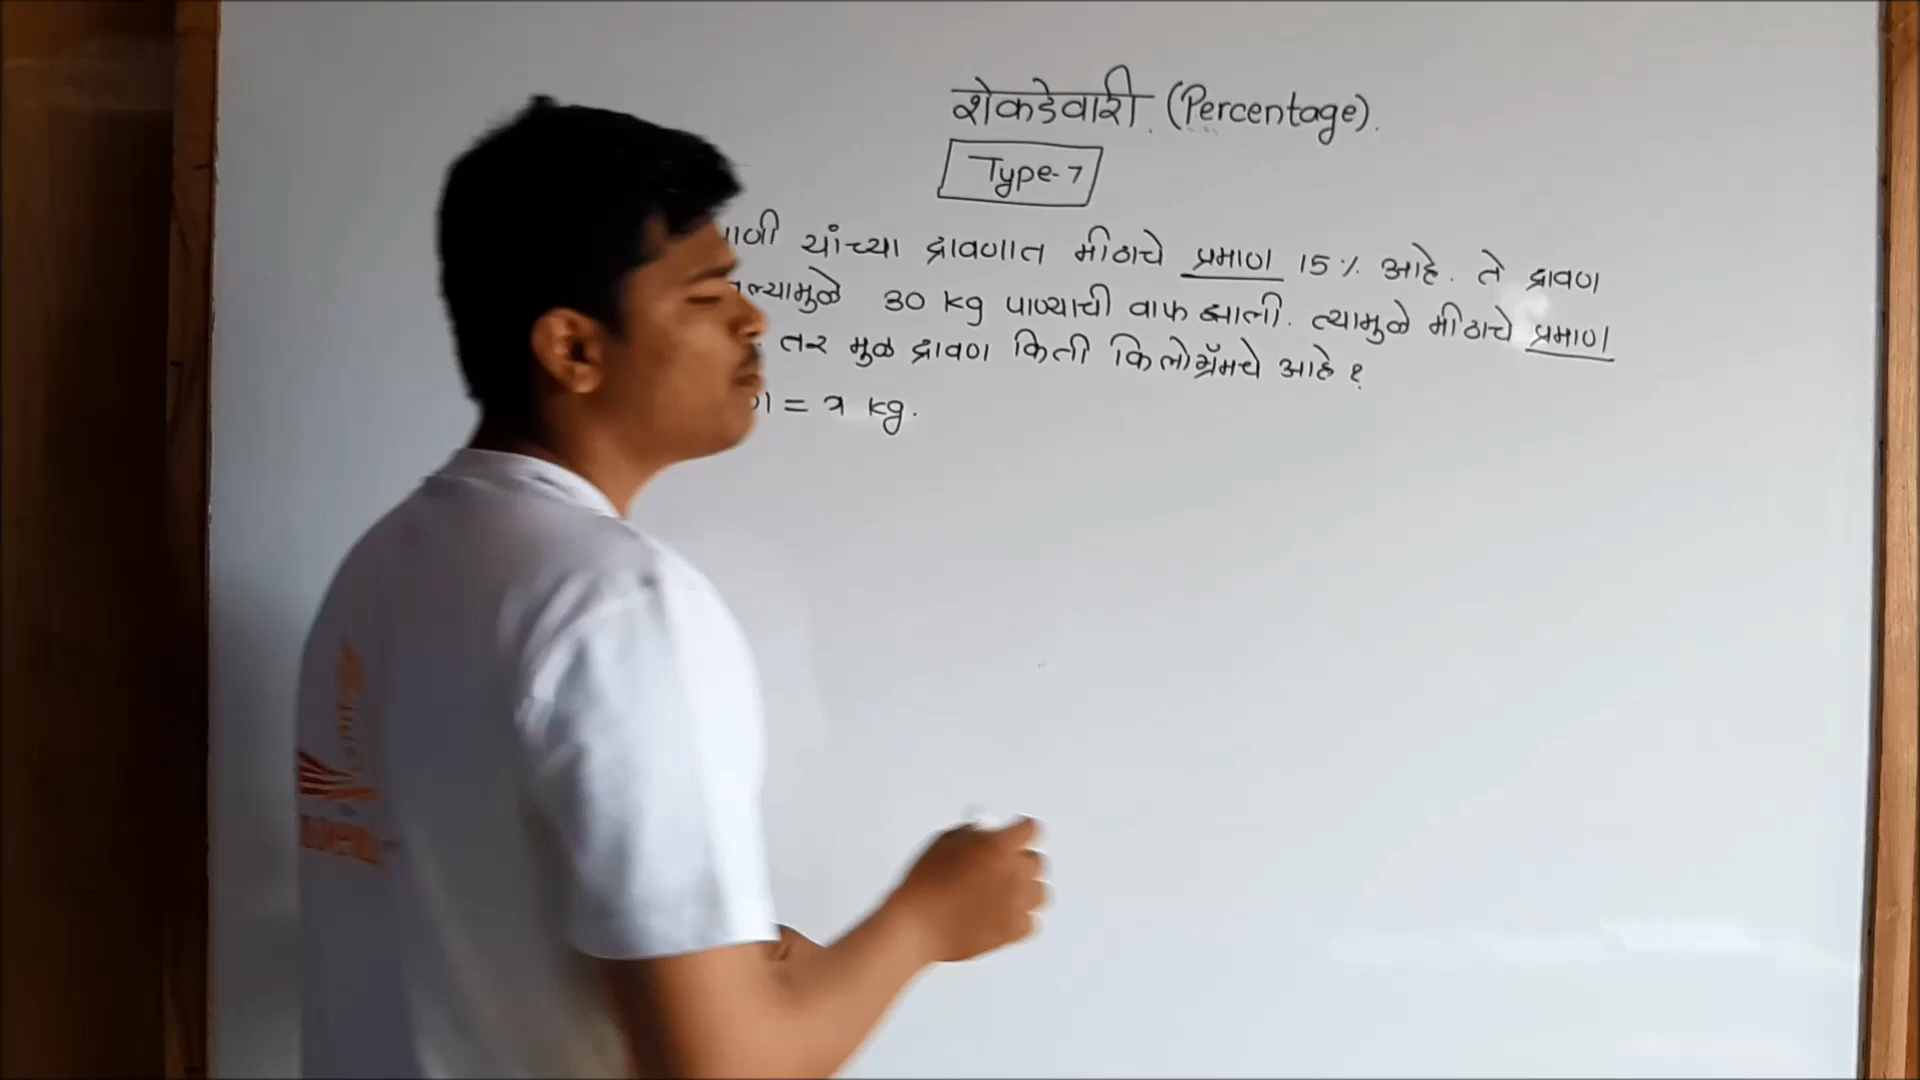 शेकडेवारी (Percentage).
Type-7
यांच्या द्रावणात मीठाचे प्रमाण 15% आहे. ते द्रावण
30 kg पाण्याची वाफ झाली. त्यामुळे मीठाचे प्रमाण
तर मुळ द्रावण किती किलोग्रॅमचे आहे ?
= x kg.